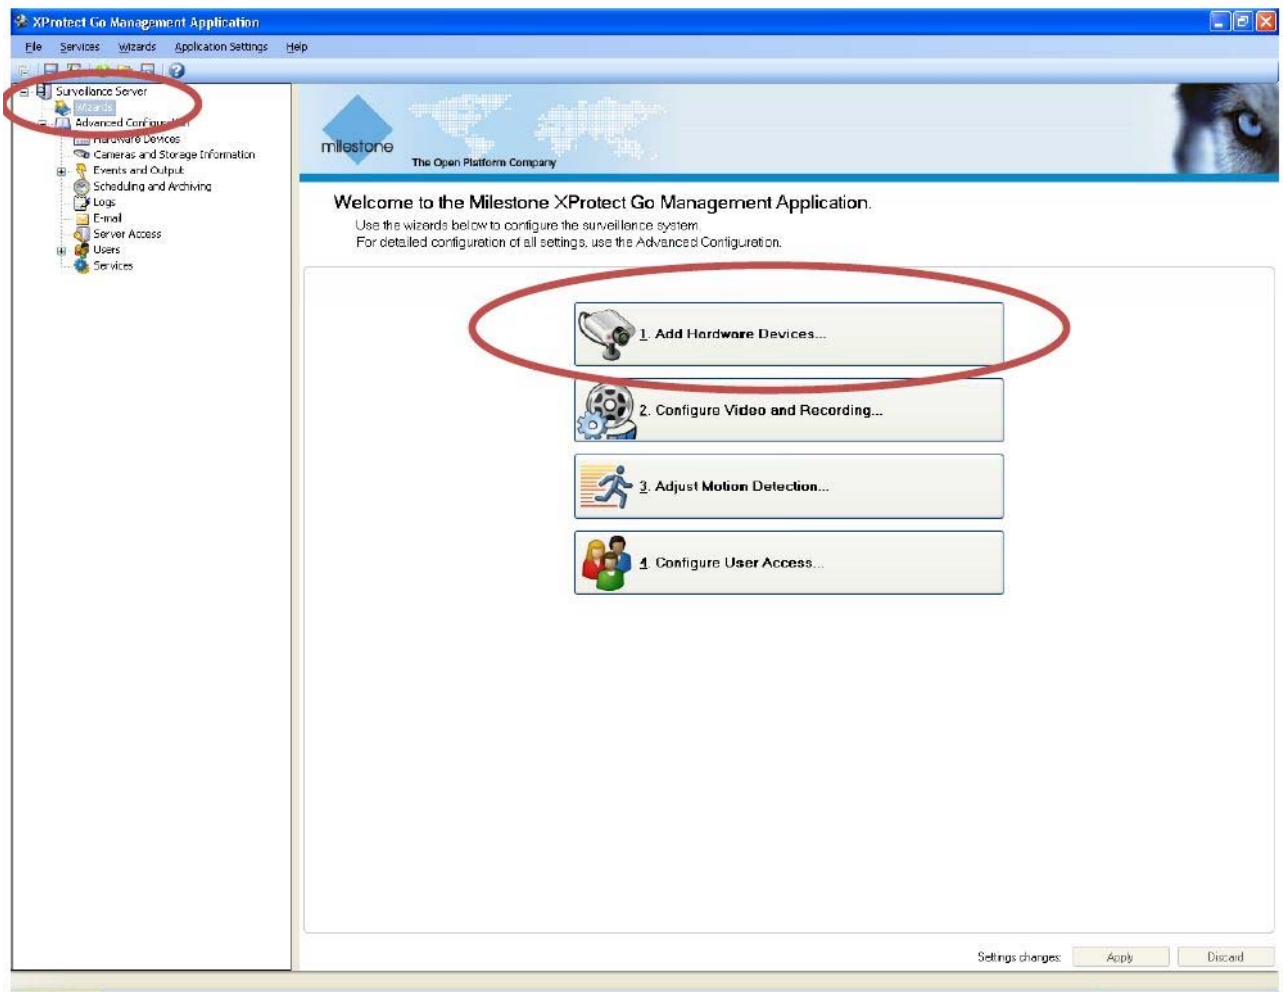 XProtect Go Management Application
File Services Wizards Application Settings Help
Surveillance Server
Wizards
Advanced Configuration
Hardware Devices
Cameras and Storage Information
Events and Output
Scheduling and Archiving
Logs
E-mail
Server Access
Users
Services
milestone
The Open Platform Company
Welcome to the Milestone XProtect Go Management Application.
Use the wizards below to configure the surveillance system.
For detailed configuration of all settings, use the Advanced Configuration.
1. Add Hardware Devices...
2. Configure Video and Recording...
3. Adjust Motion Detection...
4. Configure User Access...
Settings changes: Apply Discard